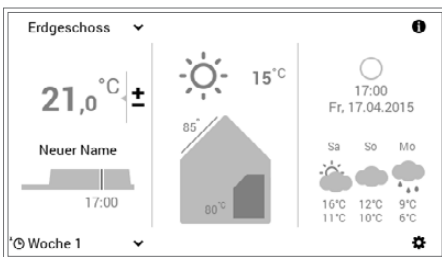 Erdgeschoss
21,0°C ±
Neuer Name
17:00
Woche 1
15°C
85°
80°C
17:00
Fr, 17.04.2015
Sa So Mo
16°C 12°C 9°C
11°C 10°C 6°C